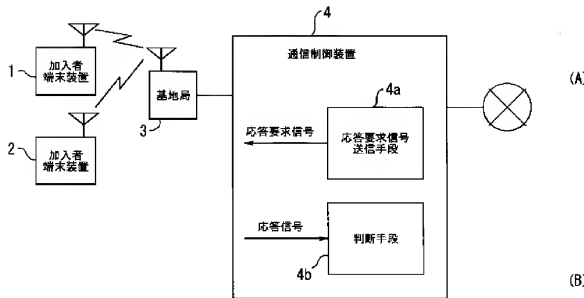 4
通信制御装置
1
加入者
端末装置
基地局
3
4a
(A)
応答要求信号
応答要求信号
送信手段
2
加入者
端末装置
応答信号
判断手段
4b
(B)